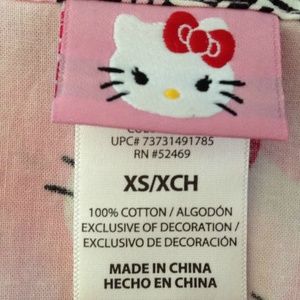 UPC# 73731491785
RN #52469
XS/XCH
100% COTTON / ALGODÓN
EXCLUSIVE OF DECORATION /
EXCLUSIVO DE DECORACIÓN
MADE IN CHINA
HECHO EN CHINA